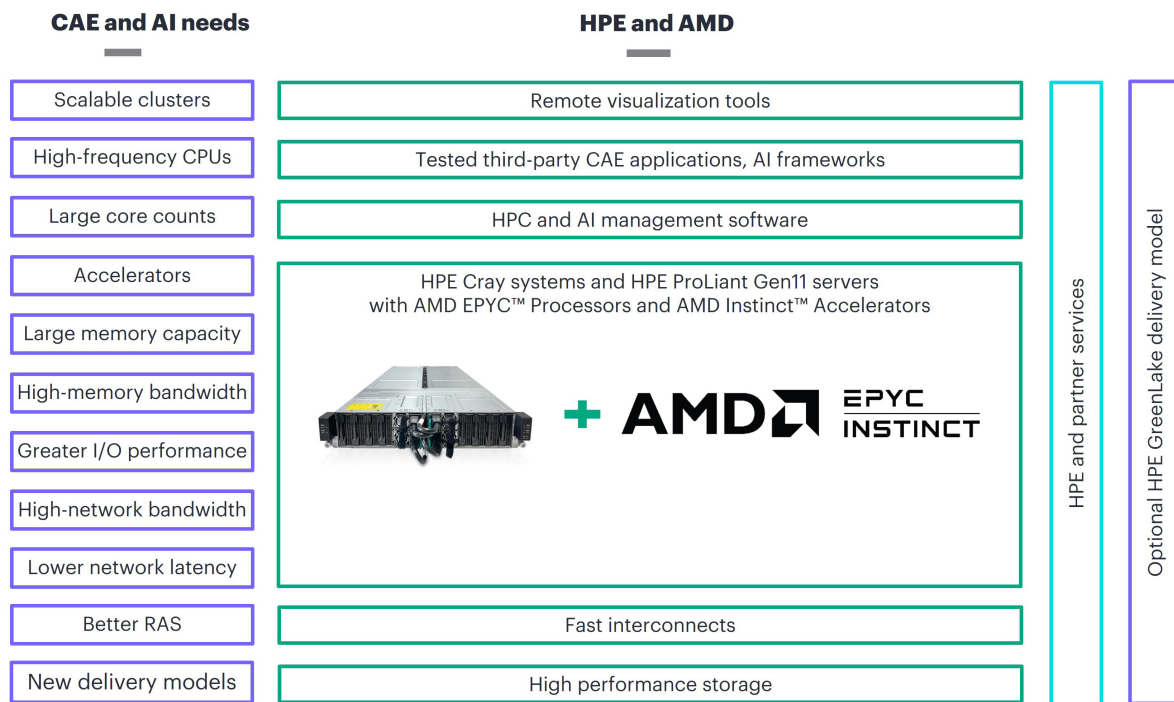 CAE and AI needs
HPE and AMD
Scalable clusters
High-frequency CPUs
Large core counts
Accelerators
Large memory capacity
High-memory bandwidth
Greater I/O performance
High-network bandwidth
Lower network latency
Better RAS
New delivery models
Remote visualization tools
Tested third-party CAE applications, AI frameworks
HPC and AI management software
HPE Cray systems and HPE ProLiant Gen11 servers
with AMD EPYC™ Processors and AMD Instinct™ Accelerators
+
AMD
EPYC
INSTINCT
Fast interconnects
High performance storage
HPE and partner services
Optional HPE GreenLake delivery model